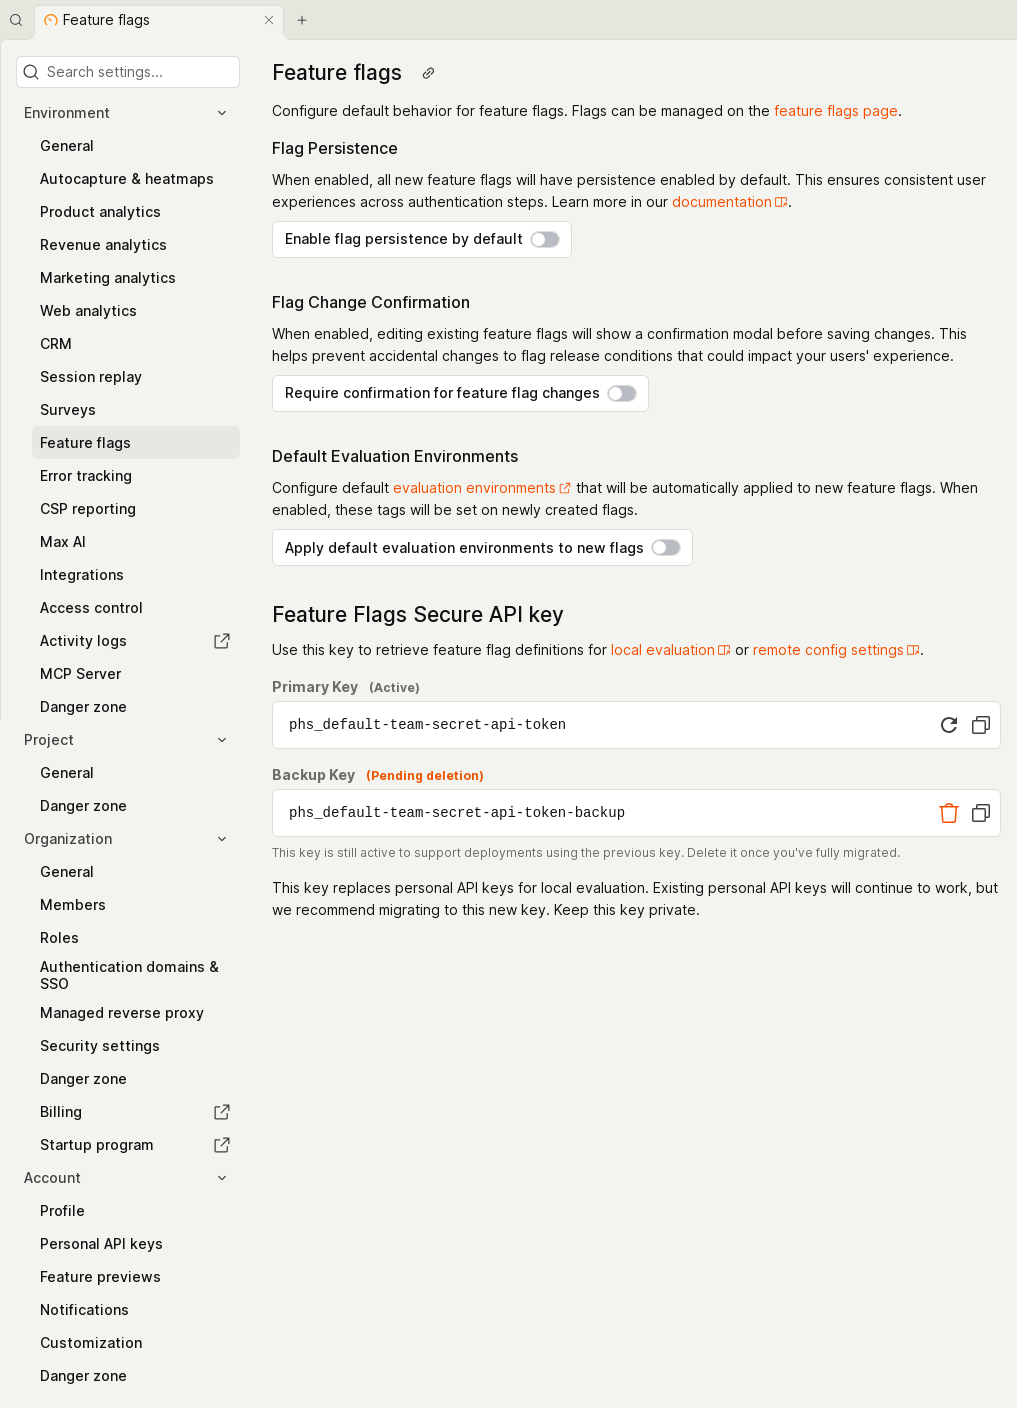 Feature flags
Search settings...
Environment
General
Autocapture & heatmaps
Product analytics
Revenue analytics
Marketing analytics
Web analytics
CRM
Session replay
Surveys
Feature flags
Error tracking
CSP reporting
Max AI
Integrations
Access control
Activity logs
MCP Server
Danger zone
Project
General
Danger zone
Organization
General
Members
Roles
Authentication domains &
SSO
Managed reverse proxy
Security settings
Danger zone
Billing
Startup program
Account
Profile
Personal API keys
Feature previews
Notifications
Customization
Danger zone
Feature flags
Configure default behavior for feature flags. Flags can be managed on the feature flags page.
Flag Persistence
When enabled, all new feature flags will have persistence enabled by default. This ensures consistent user
experiences across authentication steps. Learn more in our documentation.
Enable flag persistence by default
Flag Change Confirmation
When enabled, editing existing feature flags will show a confirmation modal before saving changes. This
helps prevent accidental changes to flag release conditions that could impact your users' experience.
Require confirmation for feature flag changes
Default Evaluation Environments
Configure default evaluation environments that will be automatically applied to new feature flags. When
enabled, these tags will be set on newly created flags.
Apply default evaluation environments to new flags
Feature Flags Secure API key
Use this key to retrieve feature flag definitions for local evaluation or remote config settings.
Primary Key (Active)
phs_default-team-secret-api-token
Backup Key (Pending deletion)
phs_default-team-secret-api-token-backup
This key is still active to support deployments using the previous key. Delete it once you've fully migrated.
This key replaces personal API keys for local evaluation. Existing personal API keys will continue to work, but
we recommend migrating to this new key. Keep this key private.